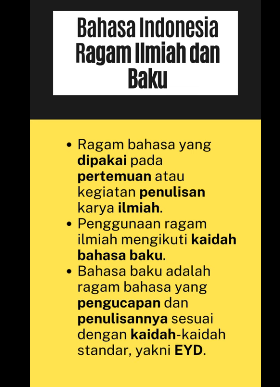 Bahasa Indonesia
Ragam Ilmiah dan
Baku
• Ragam bahasa yang
dipakai pada
pertemuan atau
kegiatan penulisan
karya ilmiah.
• Penggunaan ragam
ilmiah mengikuti kaidah
bahasa baku.
• Bahasa baku adalah
ragam bahasa yang
pengucapan dan
penulisannya sesuai
dengan kaidah-kaidah
standar, yakni EYD.